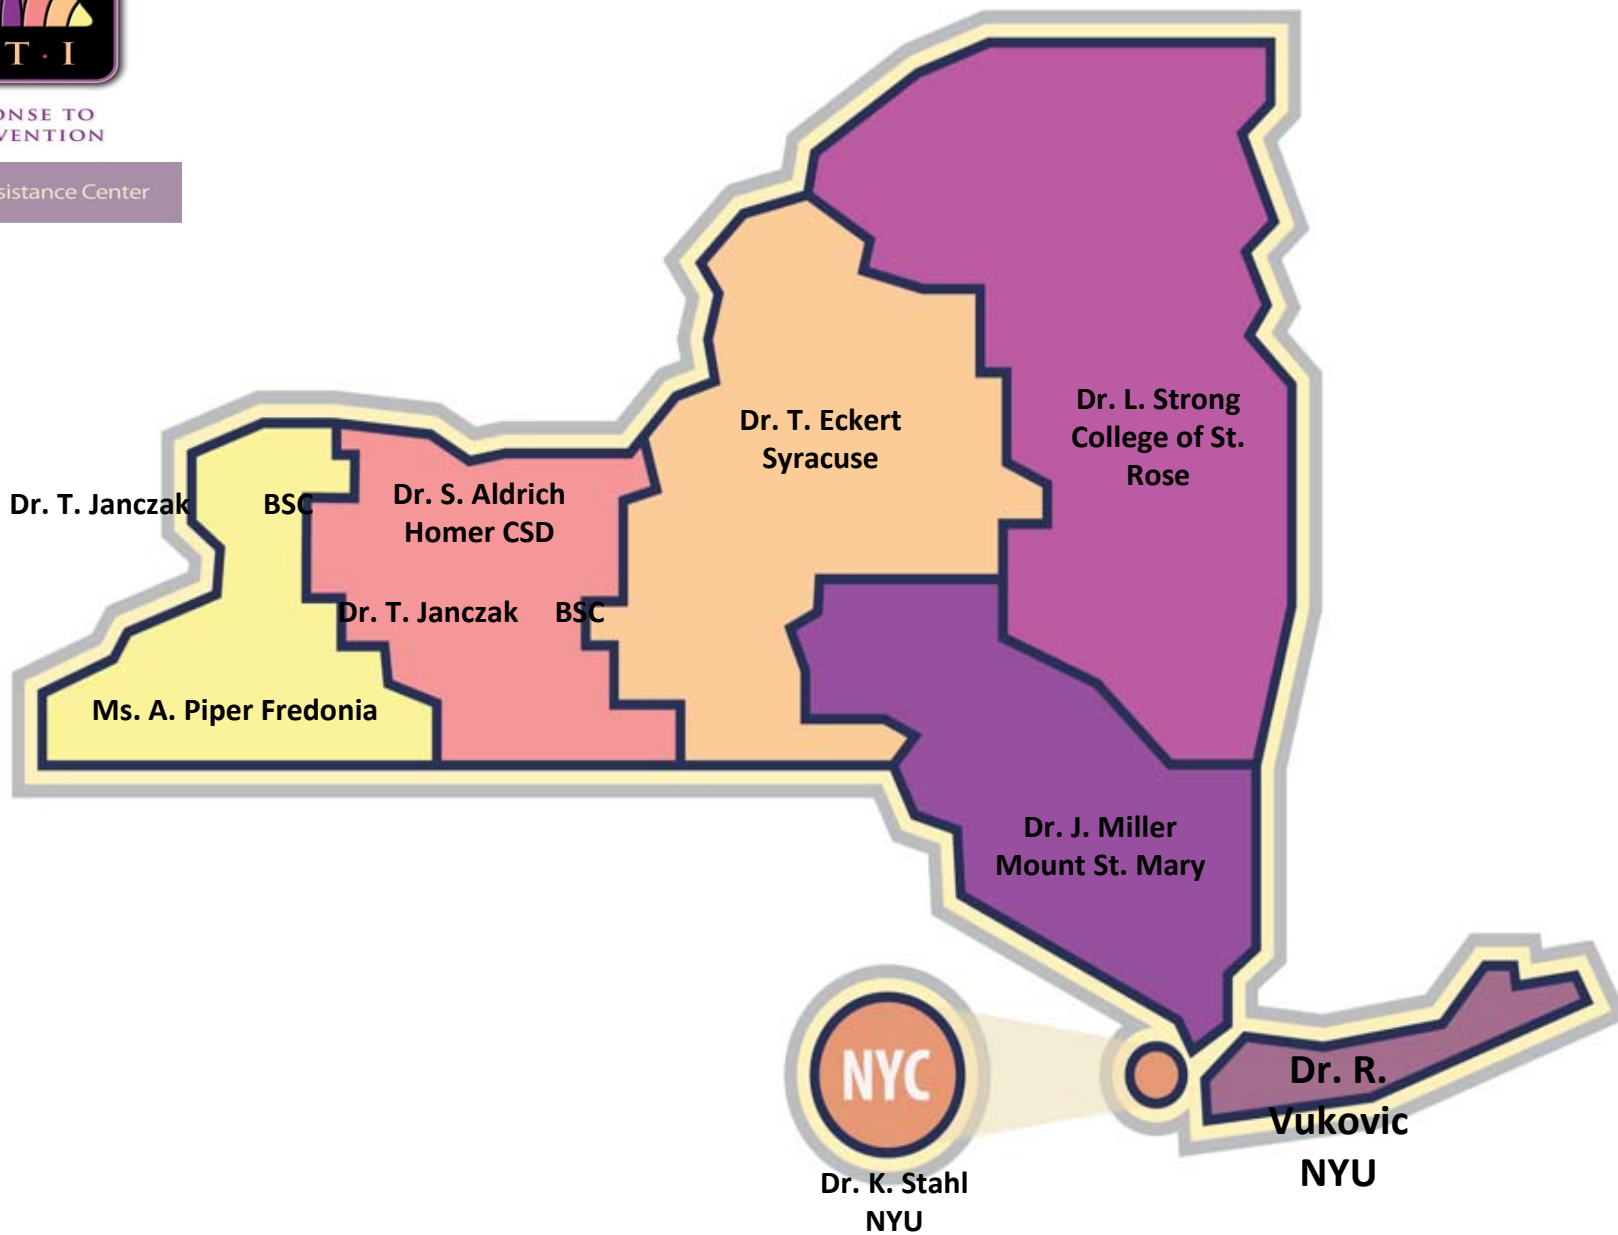 T · I
ONSE TO
VENTION
sistance Center
Dr. L. Strong
College of St.
Rose
Dr. T. Eckert
Syracuse
Dr. T. Janczak BSC
Dr. S. Aldrich
Homer CSD
Dr. T. Janczak BSC
Ms. A. Piper Fredonia
Dr. J. Miller
Mount St. Mary
NYC
Dr. K. Stahl
NYU
Dr. R.
Vukovic
NYU